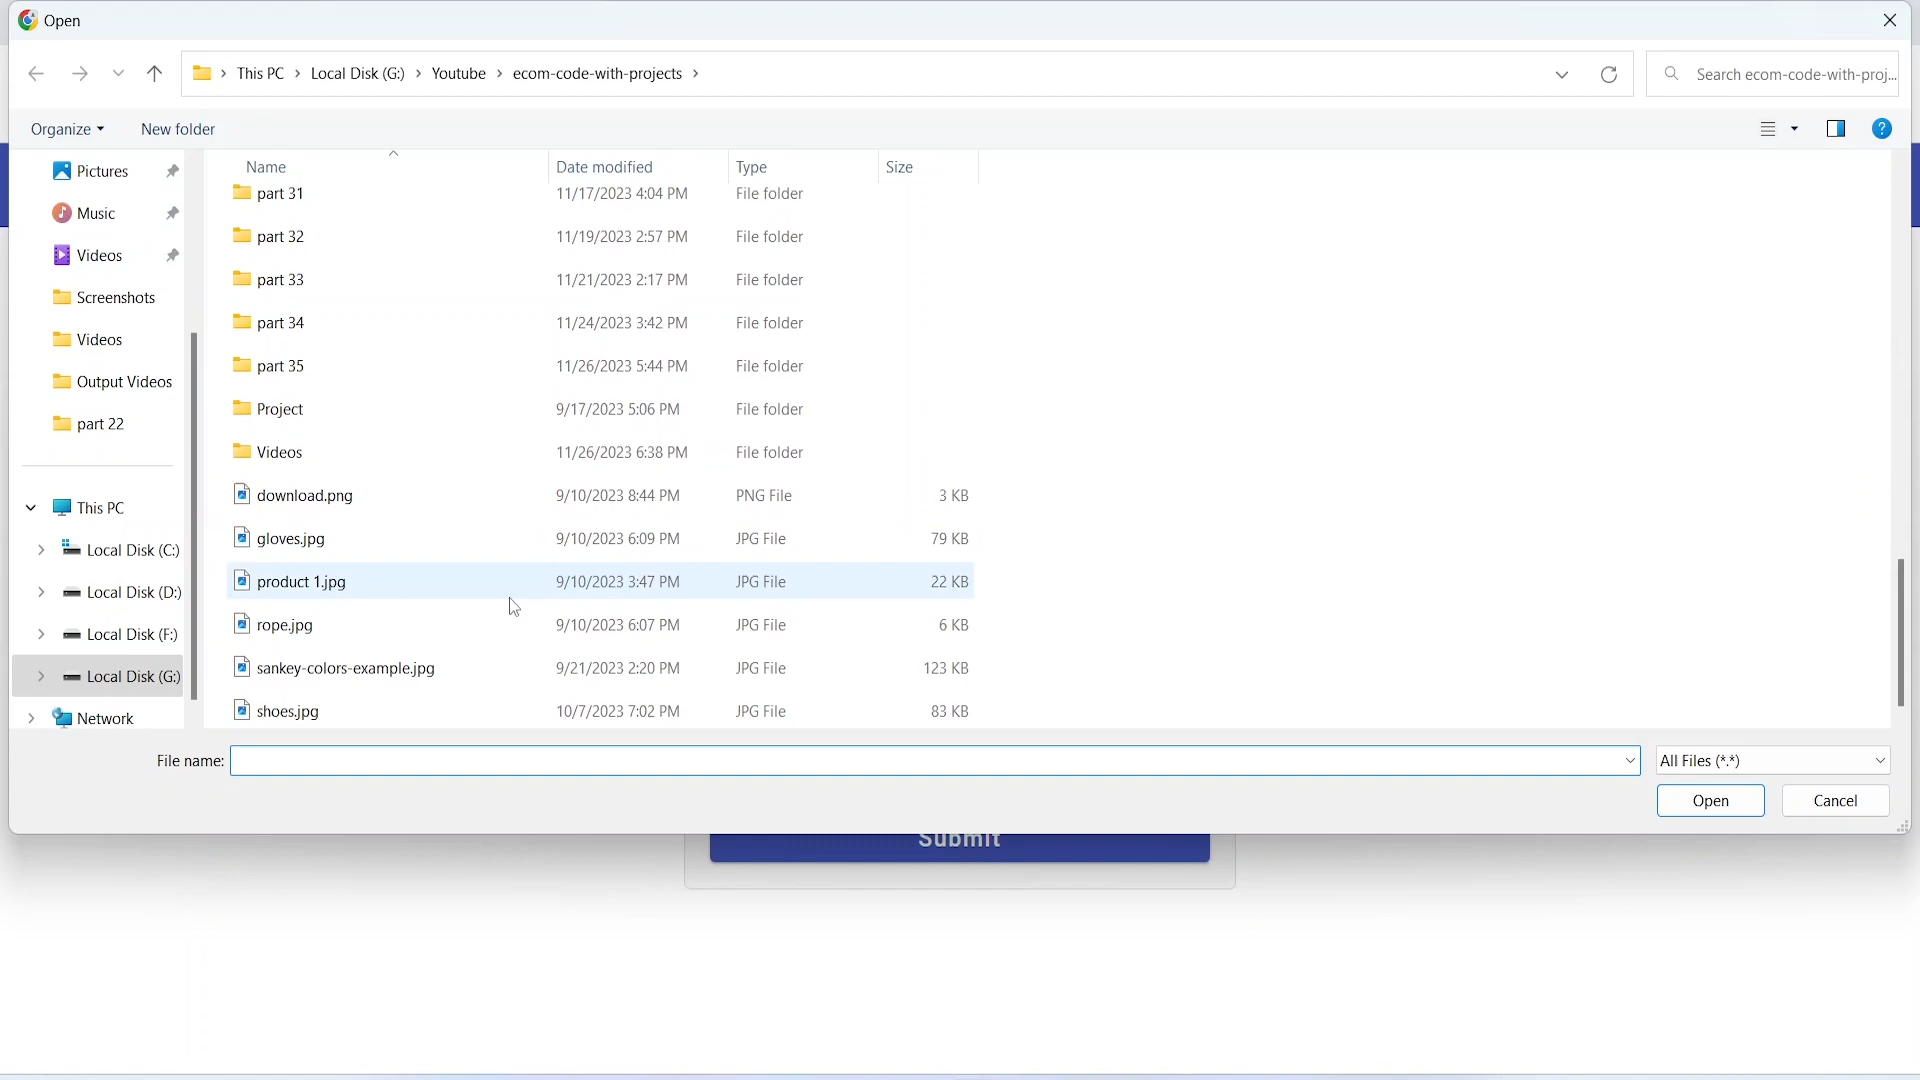 Open
This PC > Local Disk (G:) > Youtube > ecom-code-with-projects >
Search ecom-code-with-proj...
Organize
New folder
Name Date modified Type Size
Pictures
Music
Videos
Screenshots
Videos
Output Videos
part 22
This PC
Local Disk (C:)
Local Disk (D:)
Local Disk (F:)
Local Disk (G:)
Network
part 31 11/17/2023 4:04 PM File folder
part 32 11/19/2023 2:57 PM File folder
part 33 11/21/2023 2:17 PM File folder
part 34 11/24/2023 3:42 PM File folder
part 35 11/26/2023 5:44 PM File folder
Project 9/17/2023 5:06 PM File folder
Videos 11/26/2023 6:38 PM File folder
download.png 9/10/2023 8:44 PM PNG File 3 KB
gloves.jpg 9/10/2023 6:09 PM JPG File 79 KB
product 1.jpg 9/10/2023 3:47 PM JPG File 22 KB
rope.jpg 9/10/2023 6:07 PM JPG File 6 KB
sankey-colors-example.jpg 9/21/2023 2:20 PM JPG File 123 KB
shoes.jpg 10/7/2023 7:02 PM JPG File 83 KB
File name:
All Files (*.*)
Open
Cancel
Submit